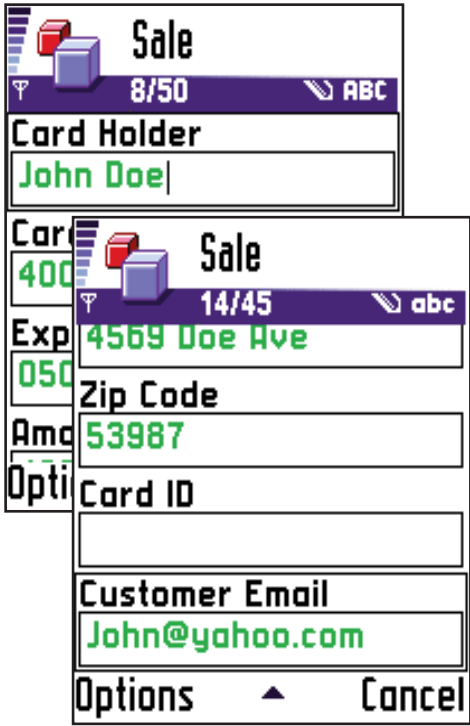 Sale
8/50 ABC
Card Holder
John Doe
Sale
14/45 abc
4569 Doe Ave
Zip Code
53987
Card ID
Customer Email
John@yahoo.com
Options Cancel